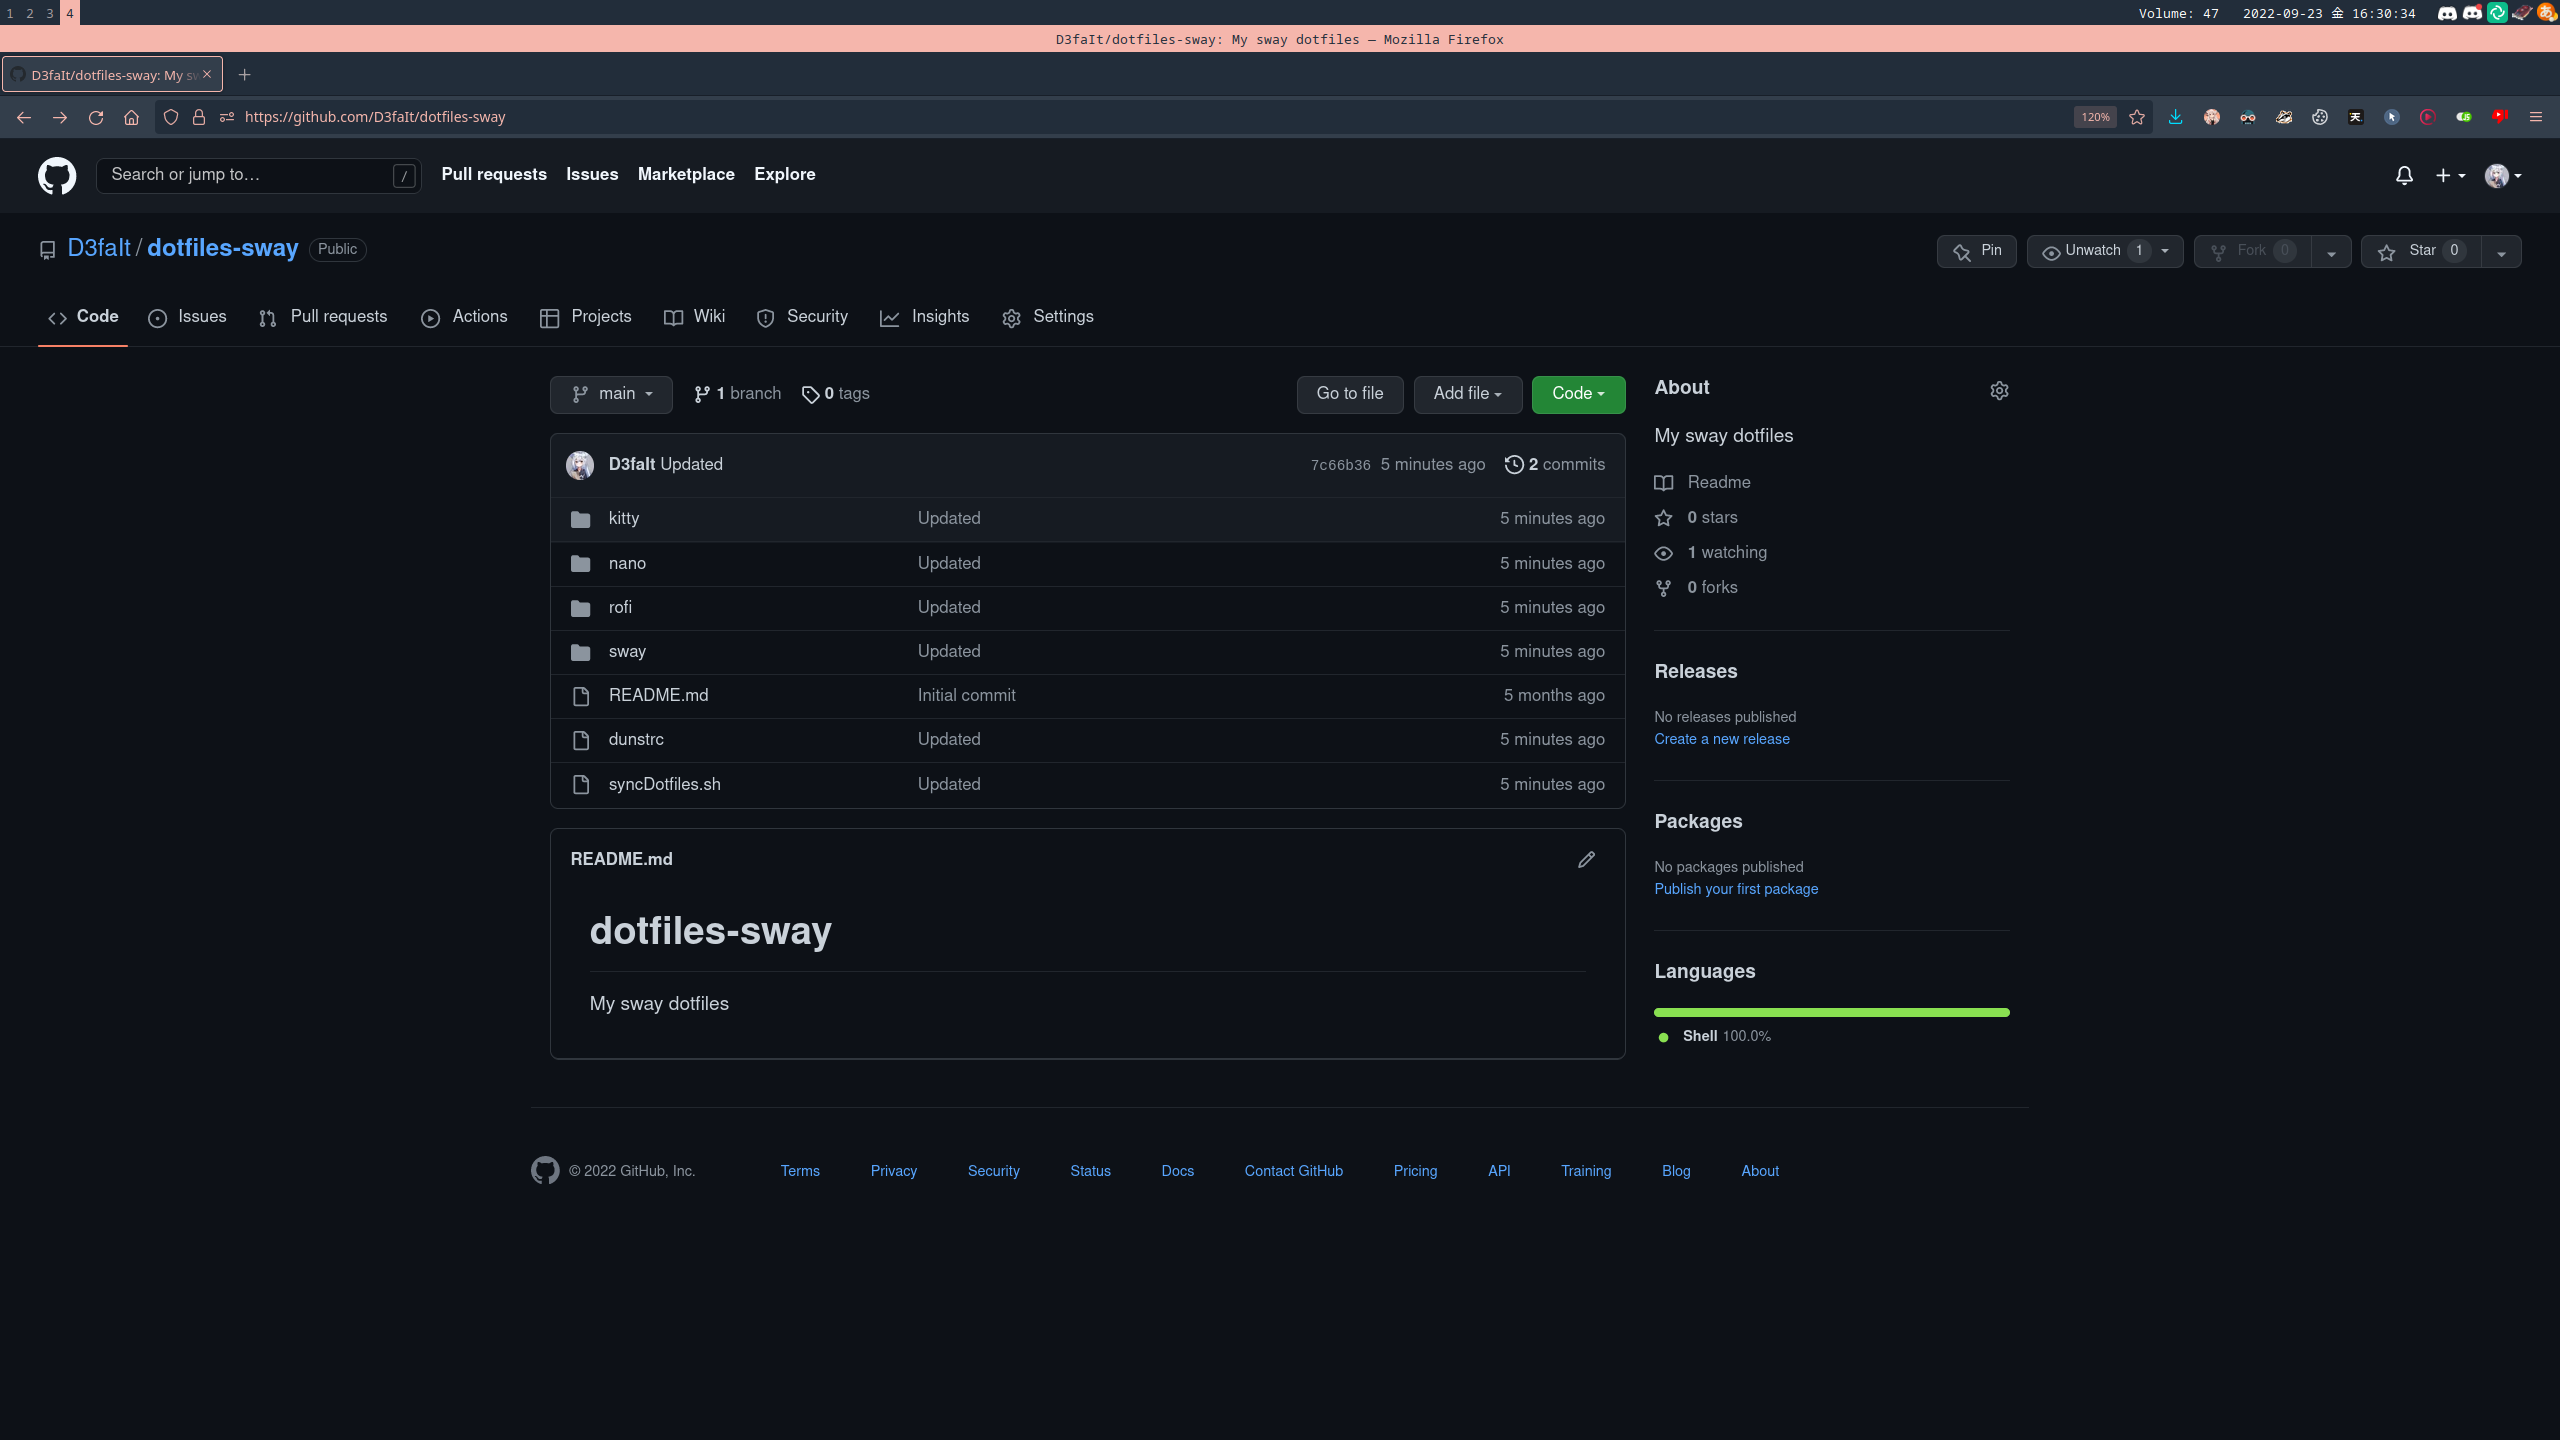 1 2 3 4 Volume: 47 2022-09-23 金 16:30:34 あ
D3faIt/dotfiles-sway: My sway dotfiles — Mozilla Firefox
D3faIt/dotfiles-sway: My sw
https://github.com/D3faIt/dotfiles-sway 120%
Search or jump to… / Pull requests Issues Marketplace Explore
D3faIt / dotfiles-sway Public Pin Unwatch 1 Fork 0 Star 0
Code Issues Pull requests Actions Projects Wiki Security Insights Settings
main 1 branch 0 tags Go to file Add file Code
D3faIt Updated 7c66b36 5 minutes ago 2 commits
kitty Updated 5 minutes ago
nano Updated 5 minutes ago
rofi Updated 5 minutes ago
sway Updated 5 minutes ago
README.md Initial commit 5 months ago
dunstrc Updated 5 minutes ago
syncDotfiles.sh Updated 5 minutes ago
README.md
dotfiles-sway
My sway dotfiles
About
My sway dotfiles
Readme
0 stars
1 watching
0 forks
Releases
No releases published
Create a new release
Packages
No packages published
Publish your first package
Languages
Shell 100.0%
© 2022 GitHub, Inc. Terms Privacy Security Status Docs Contact GitHub Pricing API Training Blog About